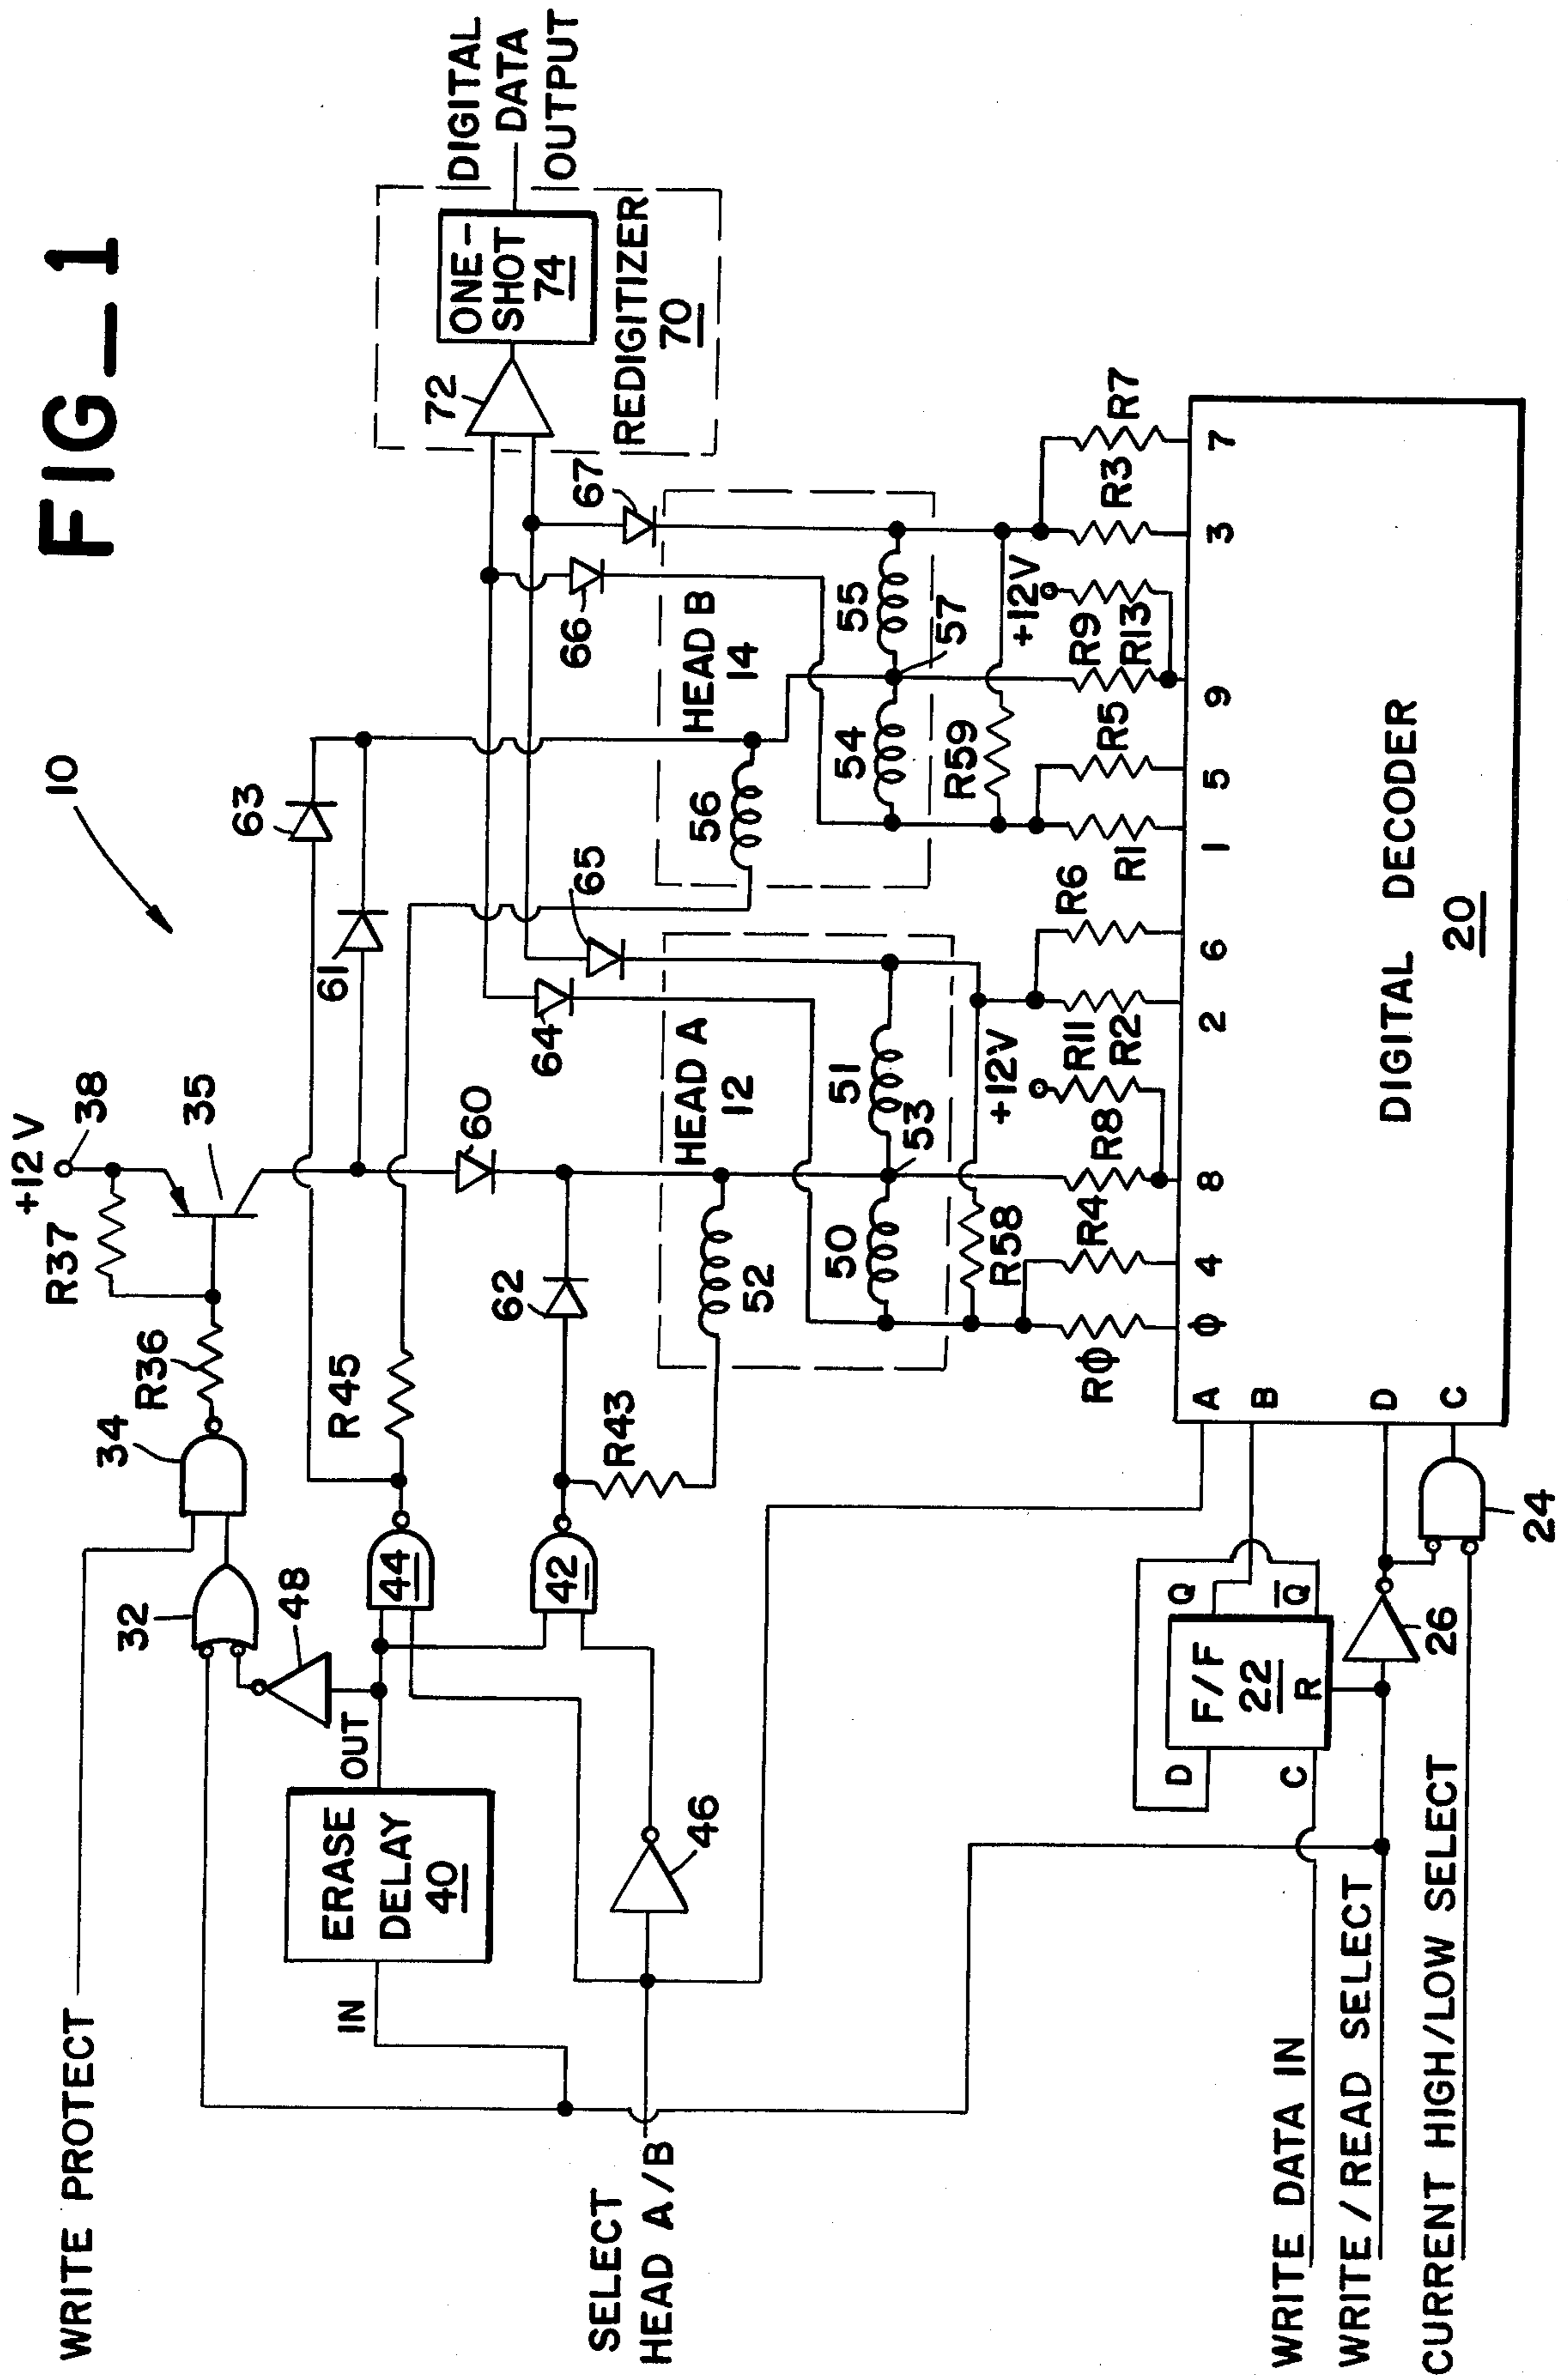 FIG_1
10
WRITE PROTECT
32
34
R36
R37
+12V
38
35
48
ERASE
DELAY
40
IN
OUT
44
R45
61
63
42
R43
62
60
46
SELECT
HEAD A/B
64
65
66
67
72
ONE-
SHOT
74
REDIGITIZER
70
DIGITAL
DATA
OUTPUT
HEAD A
12
52
50
51
53
HEAD B
14
56
54
55
57
R58
R59
+12V
+12V
RΦ
R4
R8
R11
R2
R6
R1
R5
R9
R13
R3
R7
Φ
4
8
2
6
1
5
9
3
7
A
B
D
C
DIGITAL DECODER
20
D
Q
F/F
22
C
R
Q̅
26
24
WRITE DATA IN
WRITE/READ SELECT
CURRENT HIGH/LOW SELECT